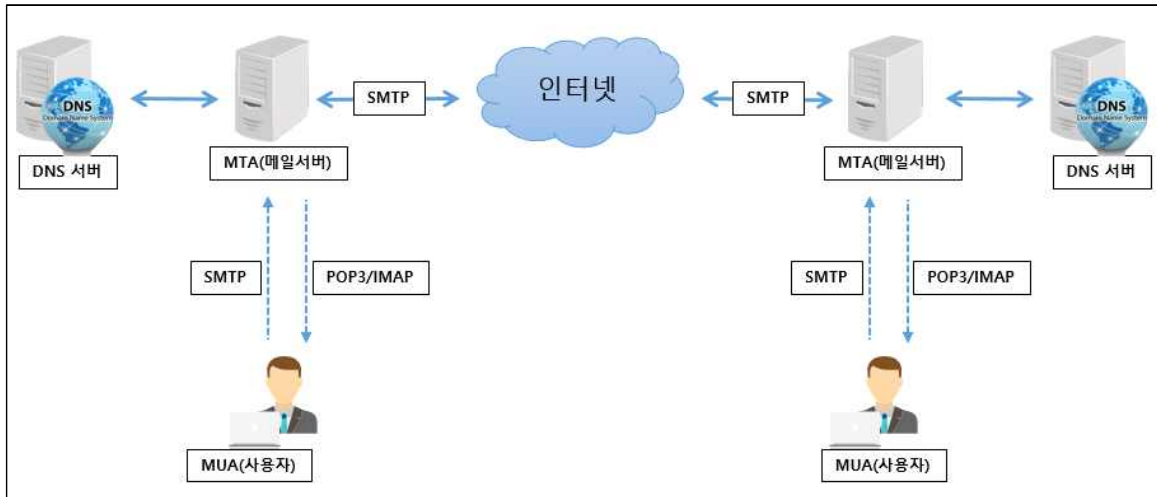 인터넷
DNS
Domain Name System
SMTP
SMTP
DNS
Domain Name System
DNS 서버
MTA(메일서버)
MTA(메일서버)
DNS 서버
SMTP
POP3/IMAP
SMTP
POP3/IMAP
MUA(사용자)
MUA(사용자)